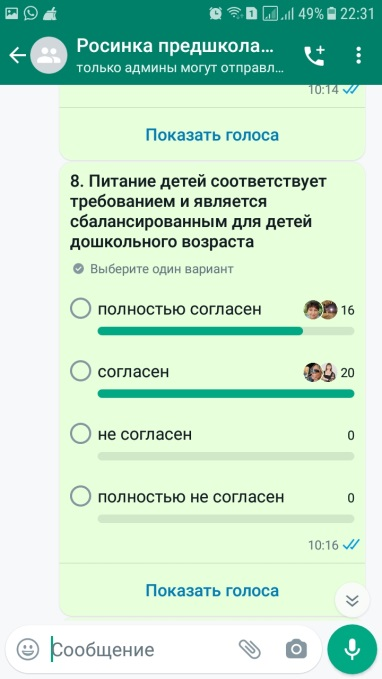 49% 22:31
Росинка предшкола...
только админы могут отправл...
10:14
Показать голоса
8. Питание детей соответствует
требованием и является
сбалансированным для детей
дошкольного возраста
Выберите один вариант
полностью согласен 16
согласен 20
не согласен 0
полностью не согласен 0
10:16
Показать голоса
Сообщение